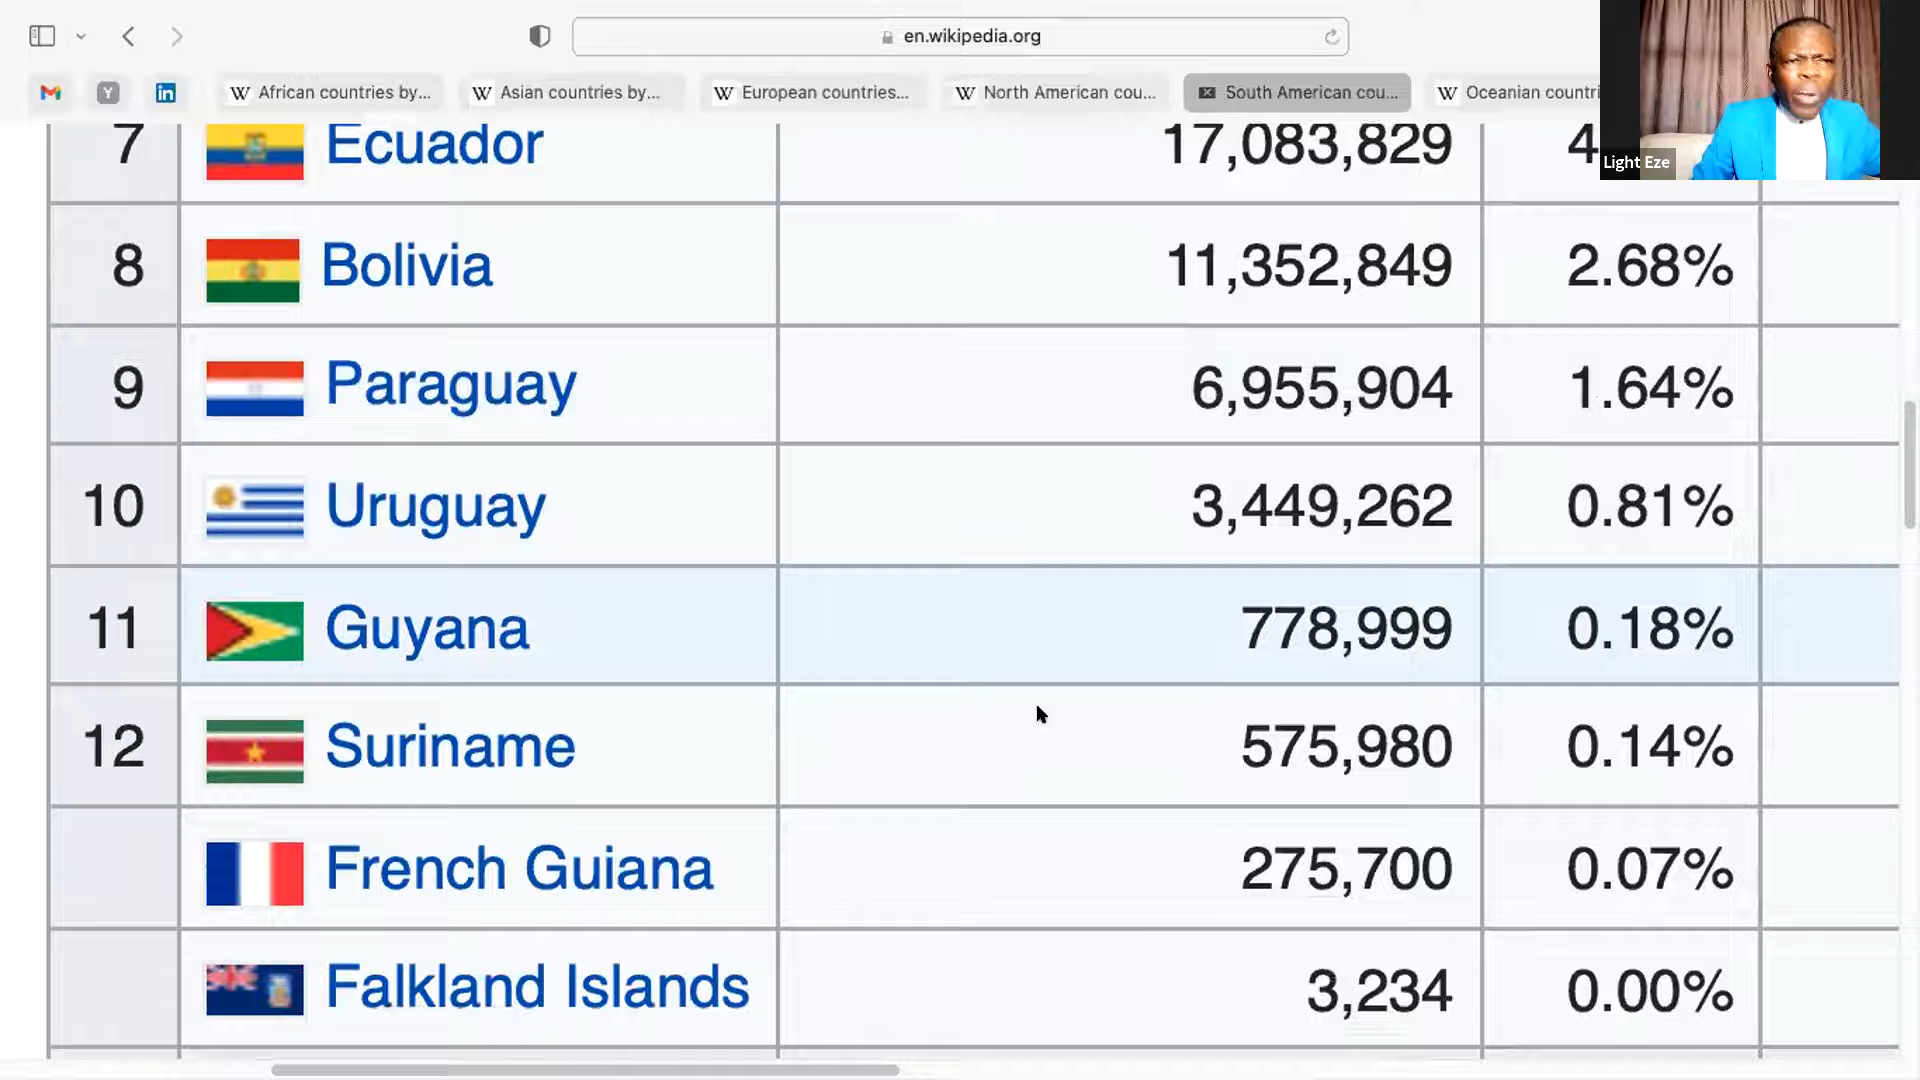 en.wikipedia.org
Y
in
W African countries by...
W Asian countries by...
W European countries...
W North American cou...
South American cou...
W Oceanian countri
Light Eze
7 Ecuador 17,083,829 4
8 Bolivia 11,352,849 2.68%
9 Paraguay 6,955,904 1.64%
10 Uruguay 3,449,262 0.81%
11 Guyana 778,999 0.18%
12 Suriname 575,980 0.14%
French Guiana 275,700 0.07%
Falkland Islands 3,234 0.00%